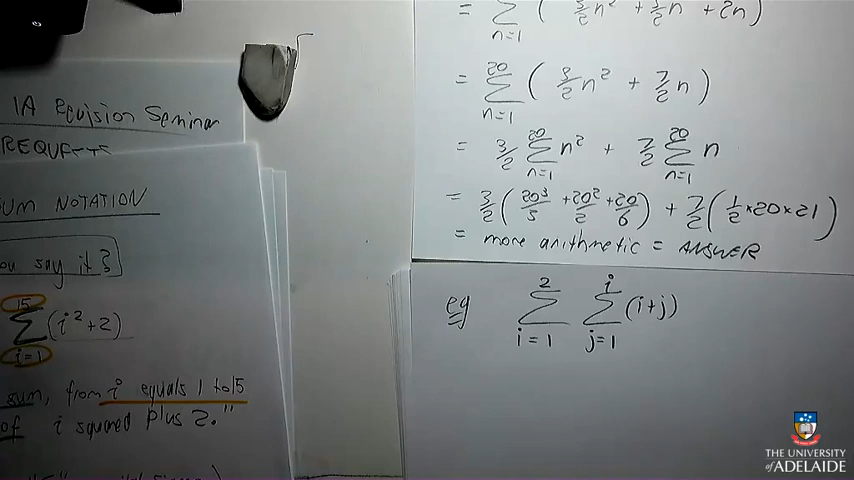 1A Revision Seminar
SUM NOTATION
you say it?
15
∑ (i² + 2)
i=1
sum, from i equals 1 to 15
of i squared plus 2."
= ∑ ( 3/2 n² + 3/2 n + 2n )
n=1
= 20 ∑ n=1 ( 3/2 n² + 7/2 n )
= 3/2 20 ∑ n=1 n² + 7/2 20 ∑ n=1 n
= 3/2 ( 20³/3 + 20²/2 + 20/6 ) + 7/2 ( 1/2 × 20 × 21 )
= more arithmetic = ANSWER
eg 2 ∑ i=1 i ∑ j=1 (i+j)
THE UNIVERSITY
of ADELAIDE